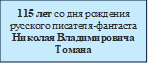 115 лет со дня рождения
русского писателя-фантаста
Николая Владимировича
Томана